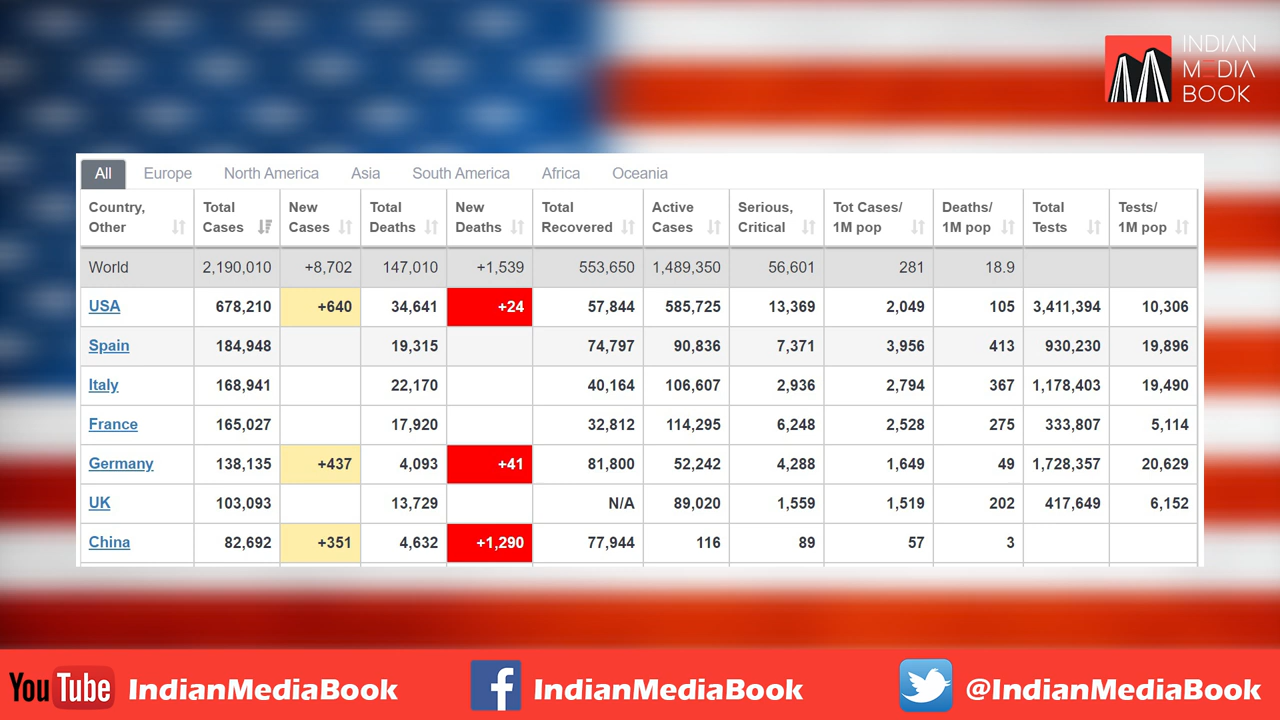 INDIAN
MEDIA
BOOK
All Europe North America Asia South America Africa Oceania
Country, Other Total Cases New Cases Total Deaths New Deaths Total Recovered Active Cases Serious, Critical Tot Cases/ 1M pop Deaths/ 1M pop Total Tests Tests/ 1M pop
World 2,190,010 +8,702 147,010 +1,539 553,650 1,489,350 56,601 281 18.9
USA 678,210 +640 34,641 +24 57,844 585,725 13,369 2,049 105 3,411,394 10,306
Spain 184,948 19,315 74,797 90,836 7,371 3,956 413 930,230 19,896
Italy 168,941 22,170 40,164 106,607 2,936 2,794 367 1,178,403 19,490
France 165,027 17,920 32,812 114,295 6,248 2,528 275 333,807 5,114
Germany 138,135 +437 4,093 +41 81,800 52,242 4,288 1,649 49 1,728,357 20,629
UK 103,093 13,729 N/A 89,020 1,559 1,519 202 417,649 6,152
China 82,692 +351 4,632 +1,290 77,944 116 89 57 3
YouTube IndianMediaBook f IndianMediaBook @IndianMediaBook